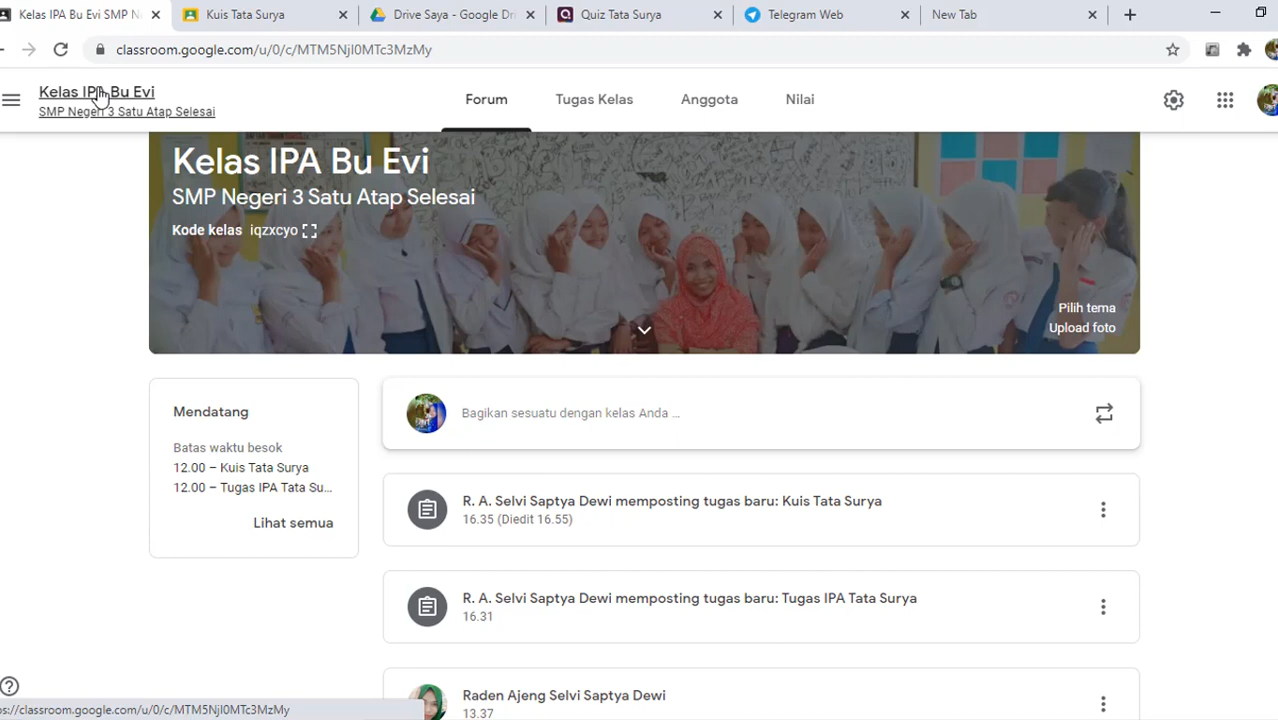 Kelas IPA Bu Evi SMP N
Kuis Tata Surya
Drive Saya - Google Dri
Quiz Tata Surya
Telegram Web
New Tab
classroom.google.com/u/0/c/MTM5NjI0MTc3MzMy
Kelas IPA Bu Evi
SMP Negeri 3 Satu Atap Selesai
Forum
Tugas Kelas
Anggota
Nilai
Kelas IPA Bu Evi
SMP Negeri 3 Satu Atap Selesai
Kode kelas iqzxcyo
Pilih tema
Upload foto
Mendatang
Batas waktu besok
12.00 – Kuis Tata Surya
12.00 – Tugas IPA Tata Su...
Lihat semua
Bagikan sesuatu dengan kelas Anda ...
R. A. Selvi Saptya Dewi memposting tugas baru: Kuis Tata Surya
16.35 (Diedit 16.55)
R. A. Selvi Saptya Dewi memposting tugas baru: Tugas IPA Tata Surya
16.31
Raden Ajeng Selvi Saptya Dewi
13.37
ps://classroom.google.com/u/0/c/MTM5NjI0MTc3MzMy